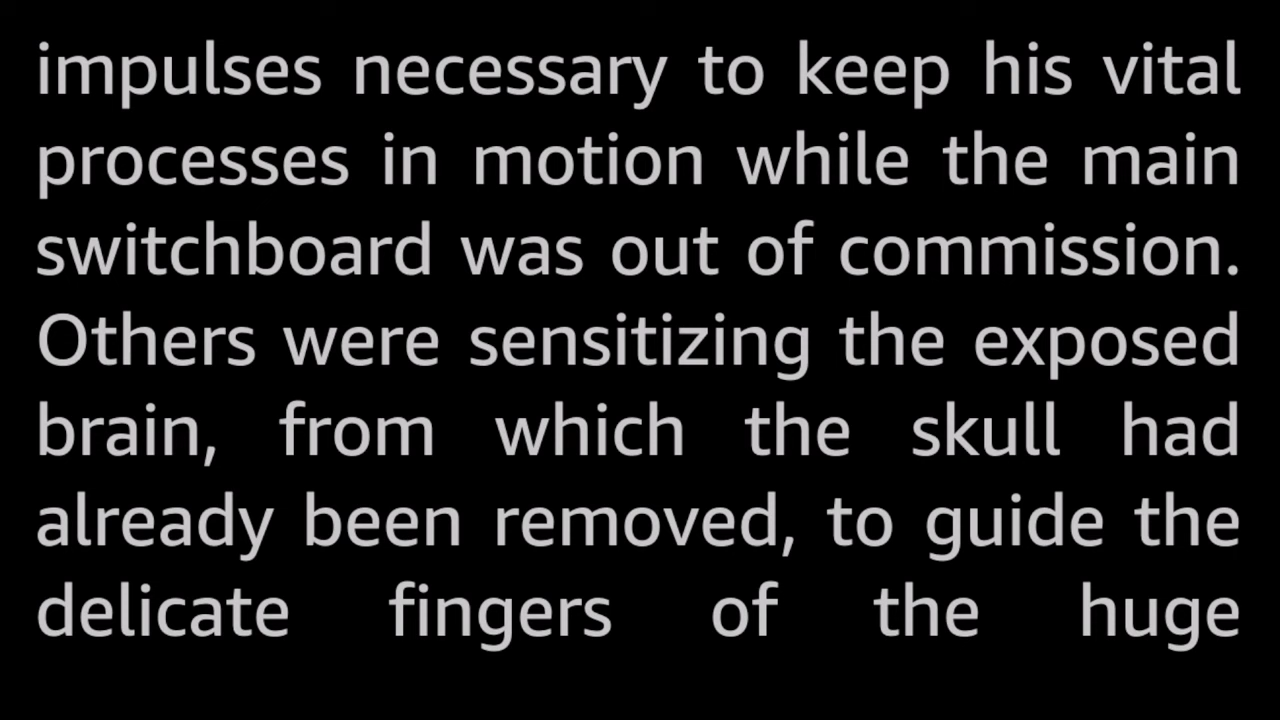 impulses necessary to keep his vital
processes in motion while the main
switchboard was out of commission.
Others were sensitizing the exposed
brain, from which the skull had
already been removed, to guide the
delicate fingers of the huge